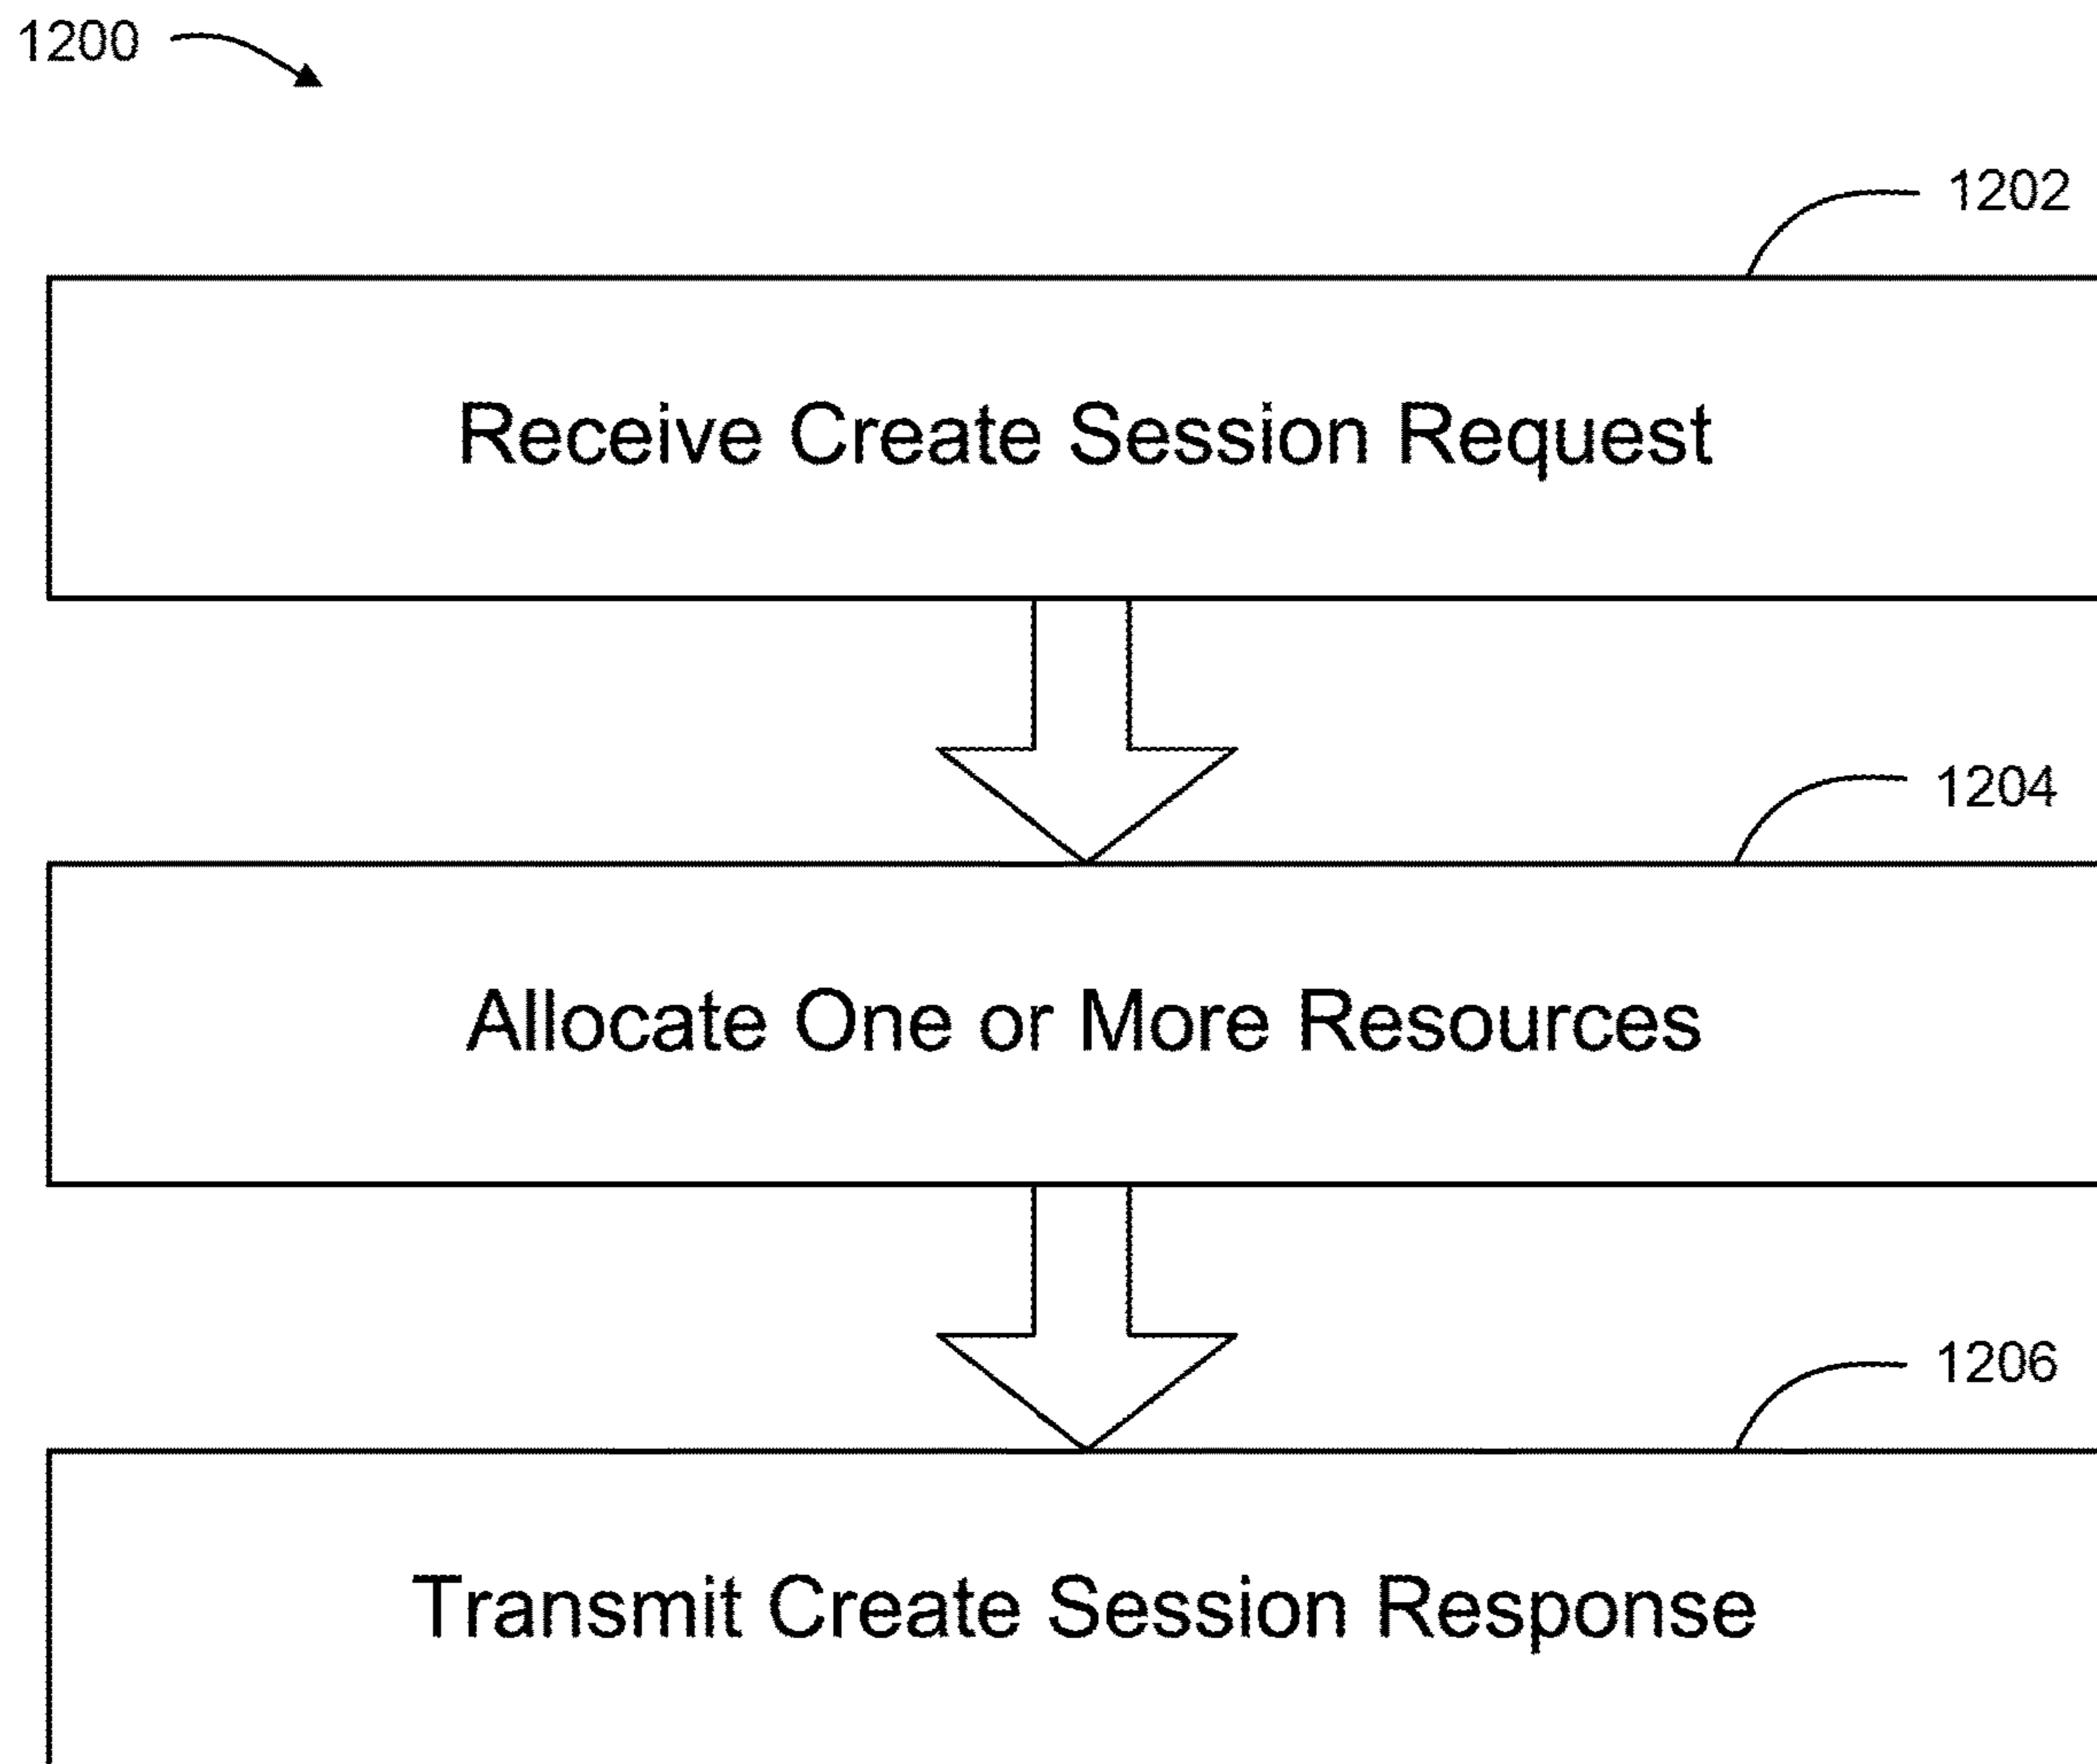 1200
1202
Receive Create Session Request
1204
Allocate One or More Resources
1206
Transmit Create Session Response